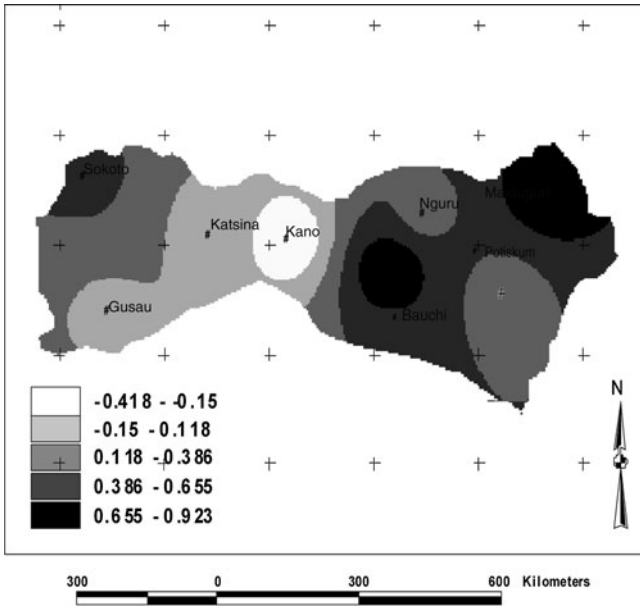 Sokoto
Nguru
Katsina
Kano
Potiskum
Gusau
Bauchi
N
-0.418 - -0.15
-0.15 - 0.118
0.118 - 0.386
0.386 - 0.655
0.655 - 0.923
300 0 300 600 Kilometers